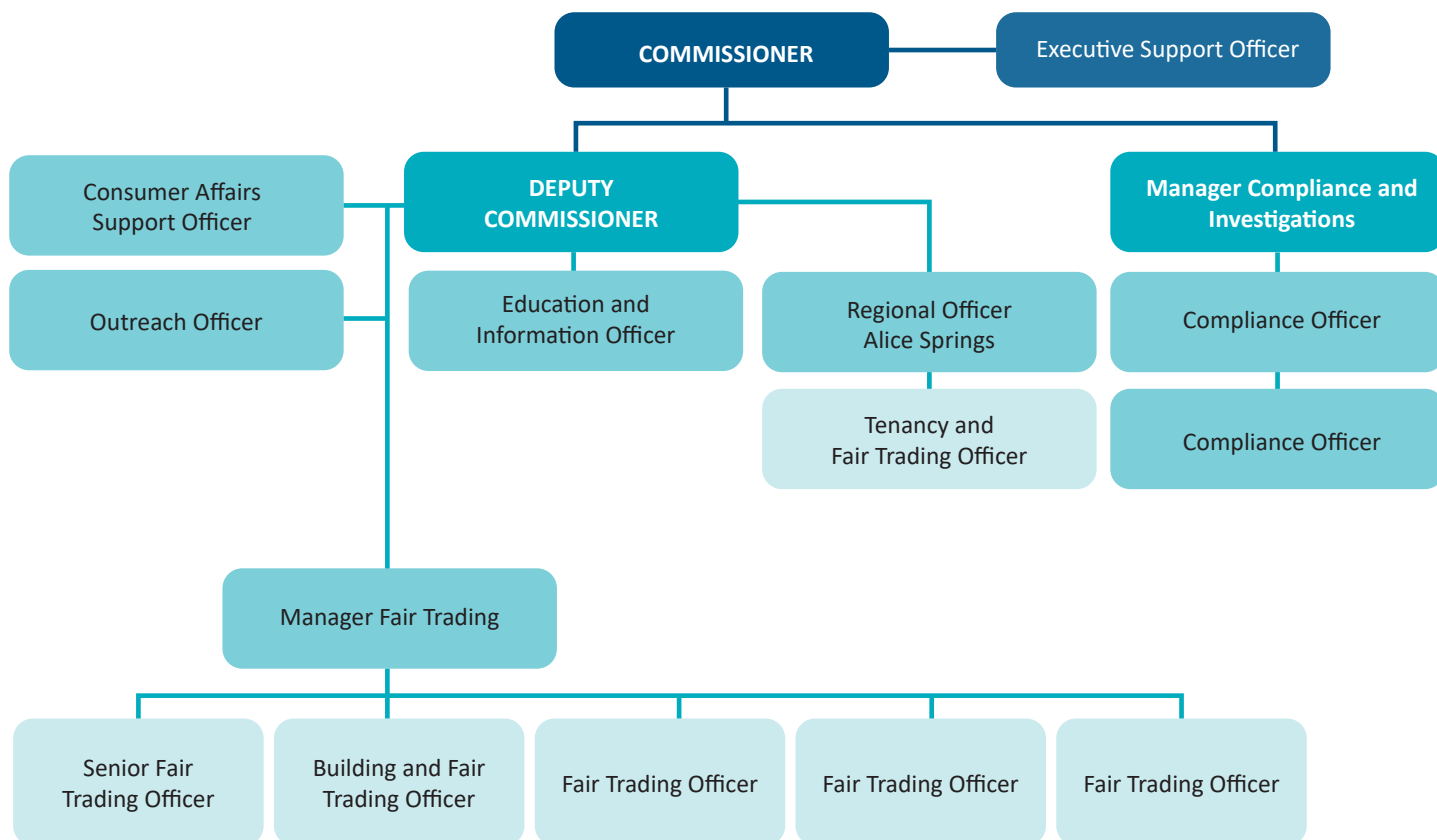 COMMISSIONER
Executive Support Officer
Consumer Affairs
Support Officer
DEPUTY
COMMISSIONER
Manager Compliance and
Investigations
Outreach Officer
Education and
Information Officer
Regional Officer
Alice Springs
Compliance Officer
Tenancy and
Fair Trading Officer
Compliance Officer
Manager Fair Trading
Senior Fair
Trading Officer
Building and Fair
Trading Officer
Fair Trading Officer
Fair Trading Officer
Fair Trading Officer